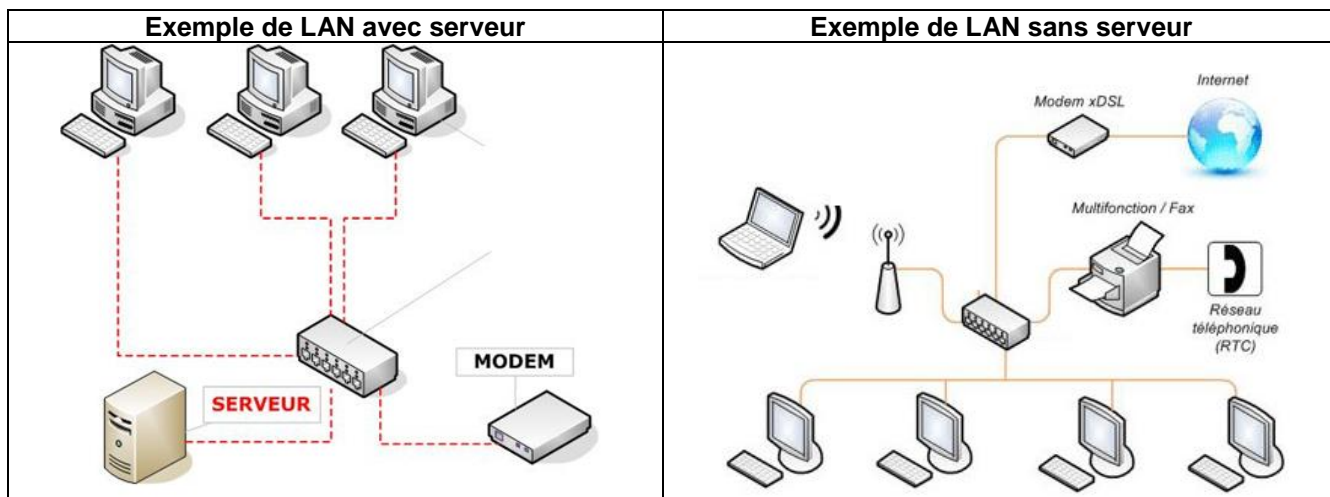 Exemple de LAN avec serveur
Exemple de LAN sans serveur
MODEM
SERVEUR
Internet
Modem xDSL
Multifonction / Fax
Réseau
téléphonique
(RTC)